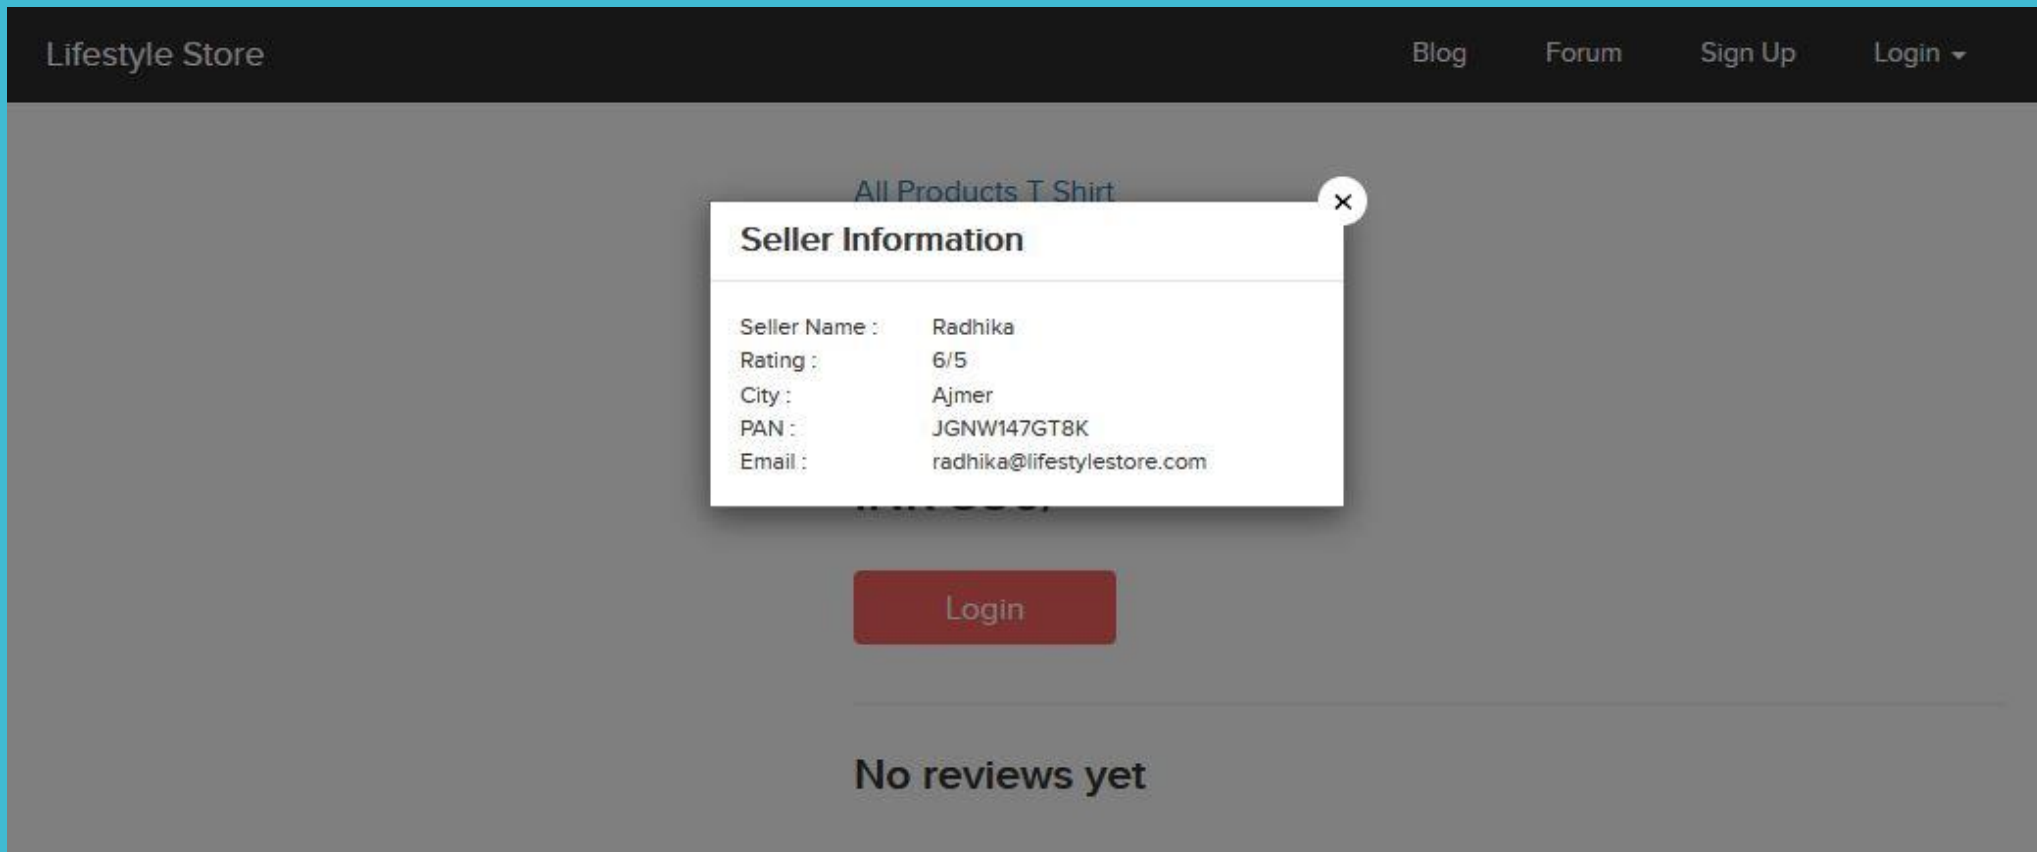 Lifestyle Store Blog Forum Sign Up Login
All Products T Shirt
Seller Information
Seller Name : Radhika
Rating : 6/5
City : Ajmer
PAN : JGNW147GT8K
Email : radhika@lifestylestore.com
Login
No reviews yet